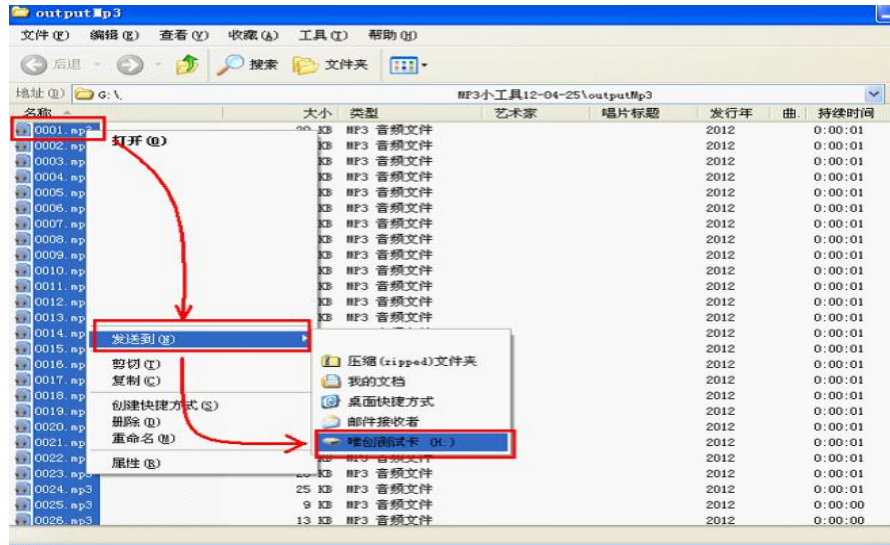 outputMp3
文件(F) 编辑(E) 查看(V) 收藏(A) 工具(T) 帮助(H)
后退 搜索 文件夹
地址(D) G:\ MP3小工具12-04-25\outputMp3
名称 大小 类型 艺术家 唱片标题 发行年 曲. 持续时间
0001.mp3 KB MP3 音频文件 2012 0:00:01
打开(O)
0002.mp KB MP3 音频文件 2012 0:00:01
0003.mp KB MP3 音频文件 2012 0:00:01
0004.mp KB MP3 音频文件 2012 0:00:01
0005.mp KB MP3 音频文件 2012 0:00:01
0006.mp KB MP3 音频文件 2012 0:00:01
0007.mp KB MP3 音频文件 2012 0:00:01
0008.mp KB MP3 音频文件 2012 0:00:01
0009.mp KB MP3 音频文件 2012 0:00:01
0010.mp KB MP3 音频文件 2012 0:00:01
0011.mp KB MP3 音频文件 2012 0:00:01
0012.mp KB MP3 音频文件 2012 0:00:01
0013.mp KB MP3 音频文件 2012 0:00:01
0014.mp 2012 0:00:01
发送到(N)
0015.mp 2012 0:00:01
0016.mp 剪切(T) 压缩(zipped)文件夹 2012 0:00:01
0017.mp 复制(C) 我的文档 2012 0:00:01
0018.mp 桌面快捷方式 2012 0:00:01
0019.mp 创建快捷方式(S) 2012 0:00:01
0020.mp 删除(D) 邮件接收者 2012 0:00:01
0021.mp 重命名(M) 唯创测试卡 (H:) 2012 0:00:01
0022.mp MP3 音频文件 2012 0:00:01
属性(R)
0023.mp3 KB MP3 音频文件 2012 0:00:01
0024.mp3 25 KB MP3 音频文件 2012 0:00:01
0025.mp3 9 KB MP3 音频文件 2012 0:00:00
0026.mp3 13 KB MP3 音频文件 2012 0:00:00